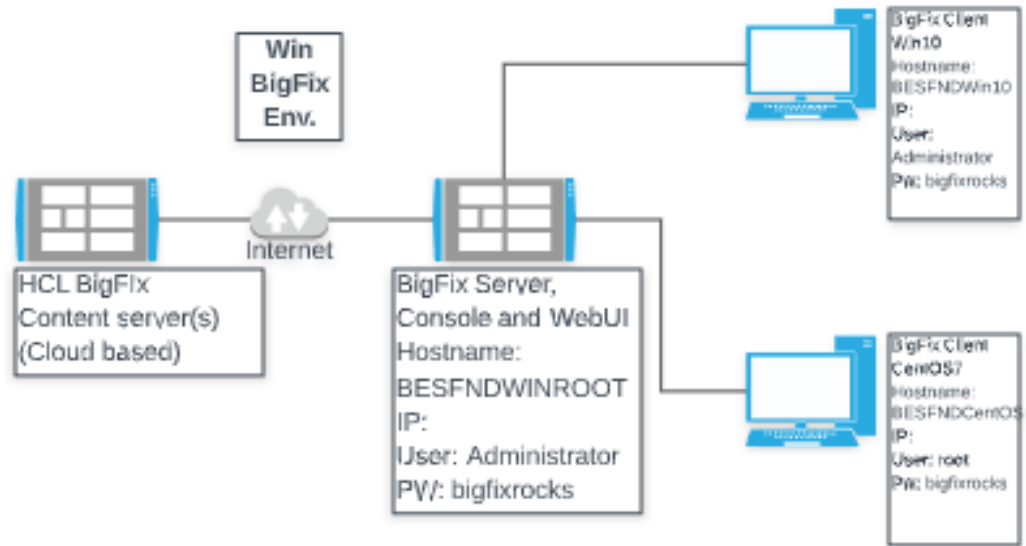 Win
BigFix
Env.
Internet
HCL BigFix
Content server(s)
(Cloud based)
BigFix Server,
Console and WebUI
Hostname:
BESFNDWINROOT
IP:
User: Administrator
PW: bigfixrocks
BigFix Client
Win10
Hostname:
BESFNDWin10
IP:
User:
Administrator
PW: bigfixrocks
BigFix Client
CentOS7
Hostname:
BESFNDCentOS
IP:
User: root
PW: bigfixrocks